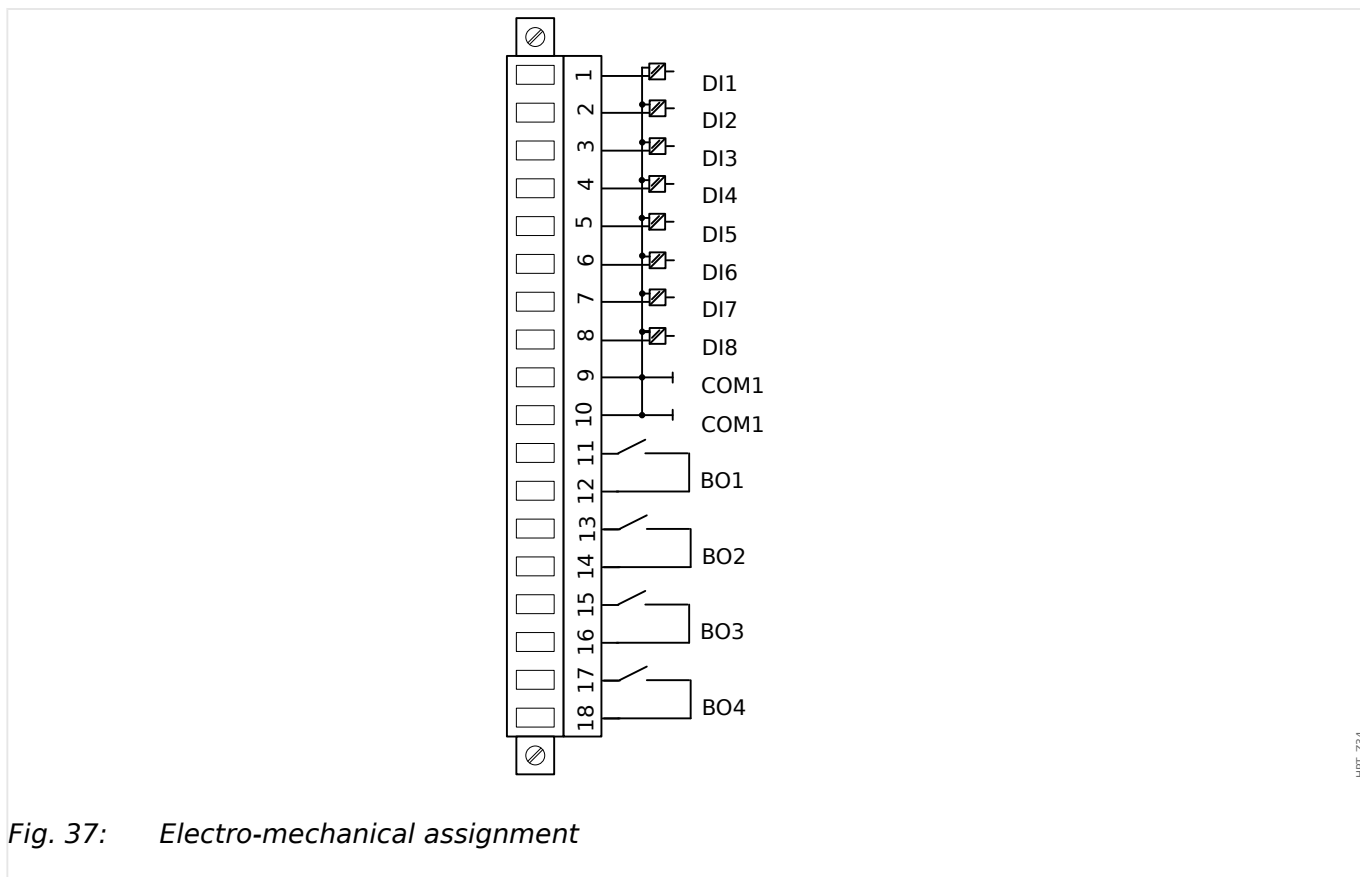 1 DI1
2 DI2
3 DI3
4 DI4
5 DI5
6 DI6
7 DI7
8 DI8
9 COM1
10 COM1
11
BO1
12
13
BO2
14
15
BO3
16
17
BO4
18
Fig. 37: Electro-mechanical assignment